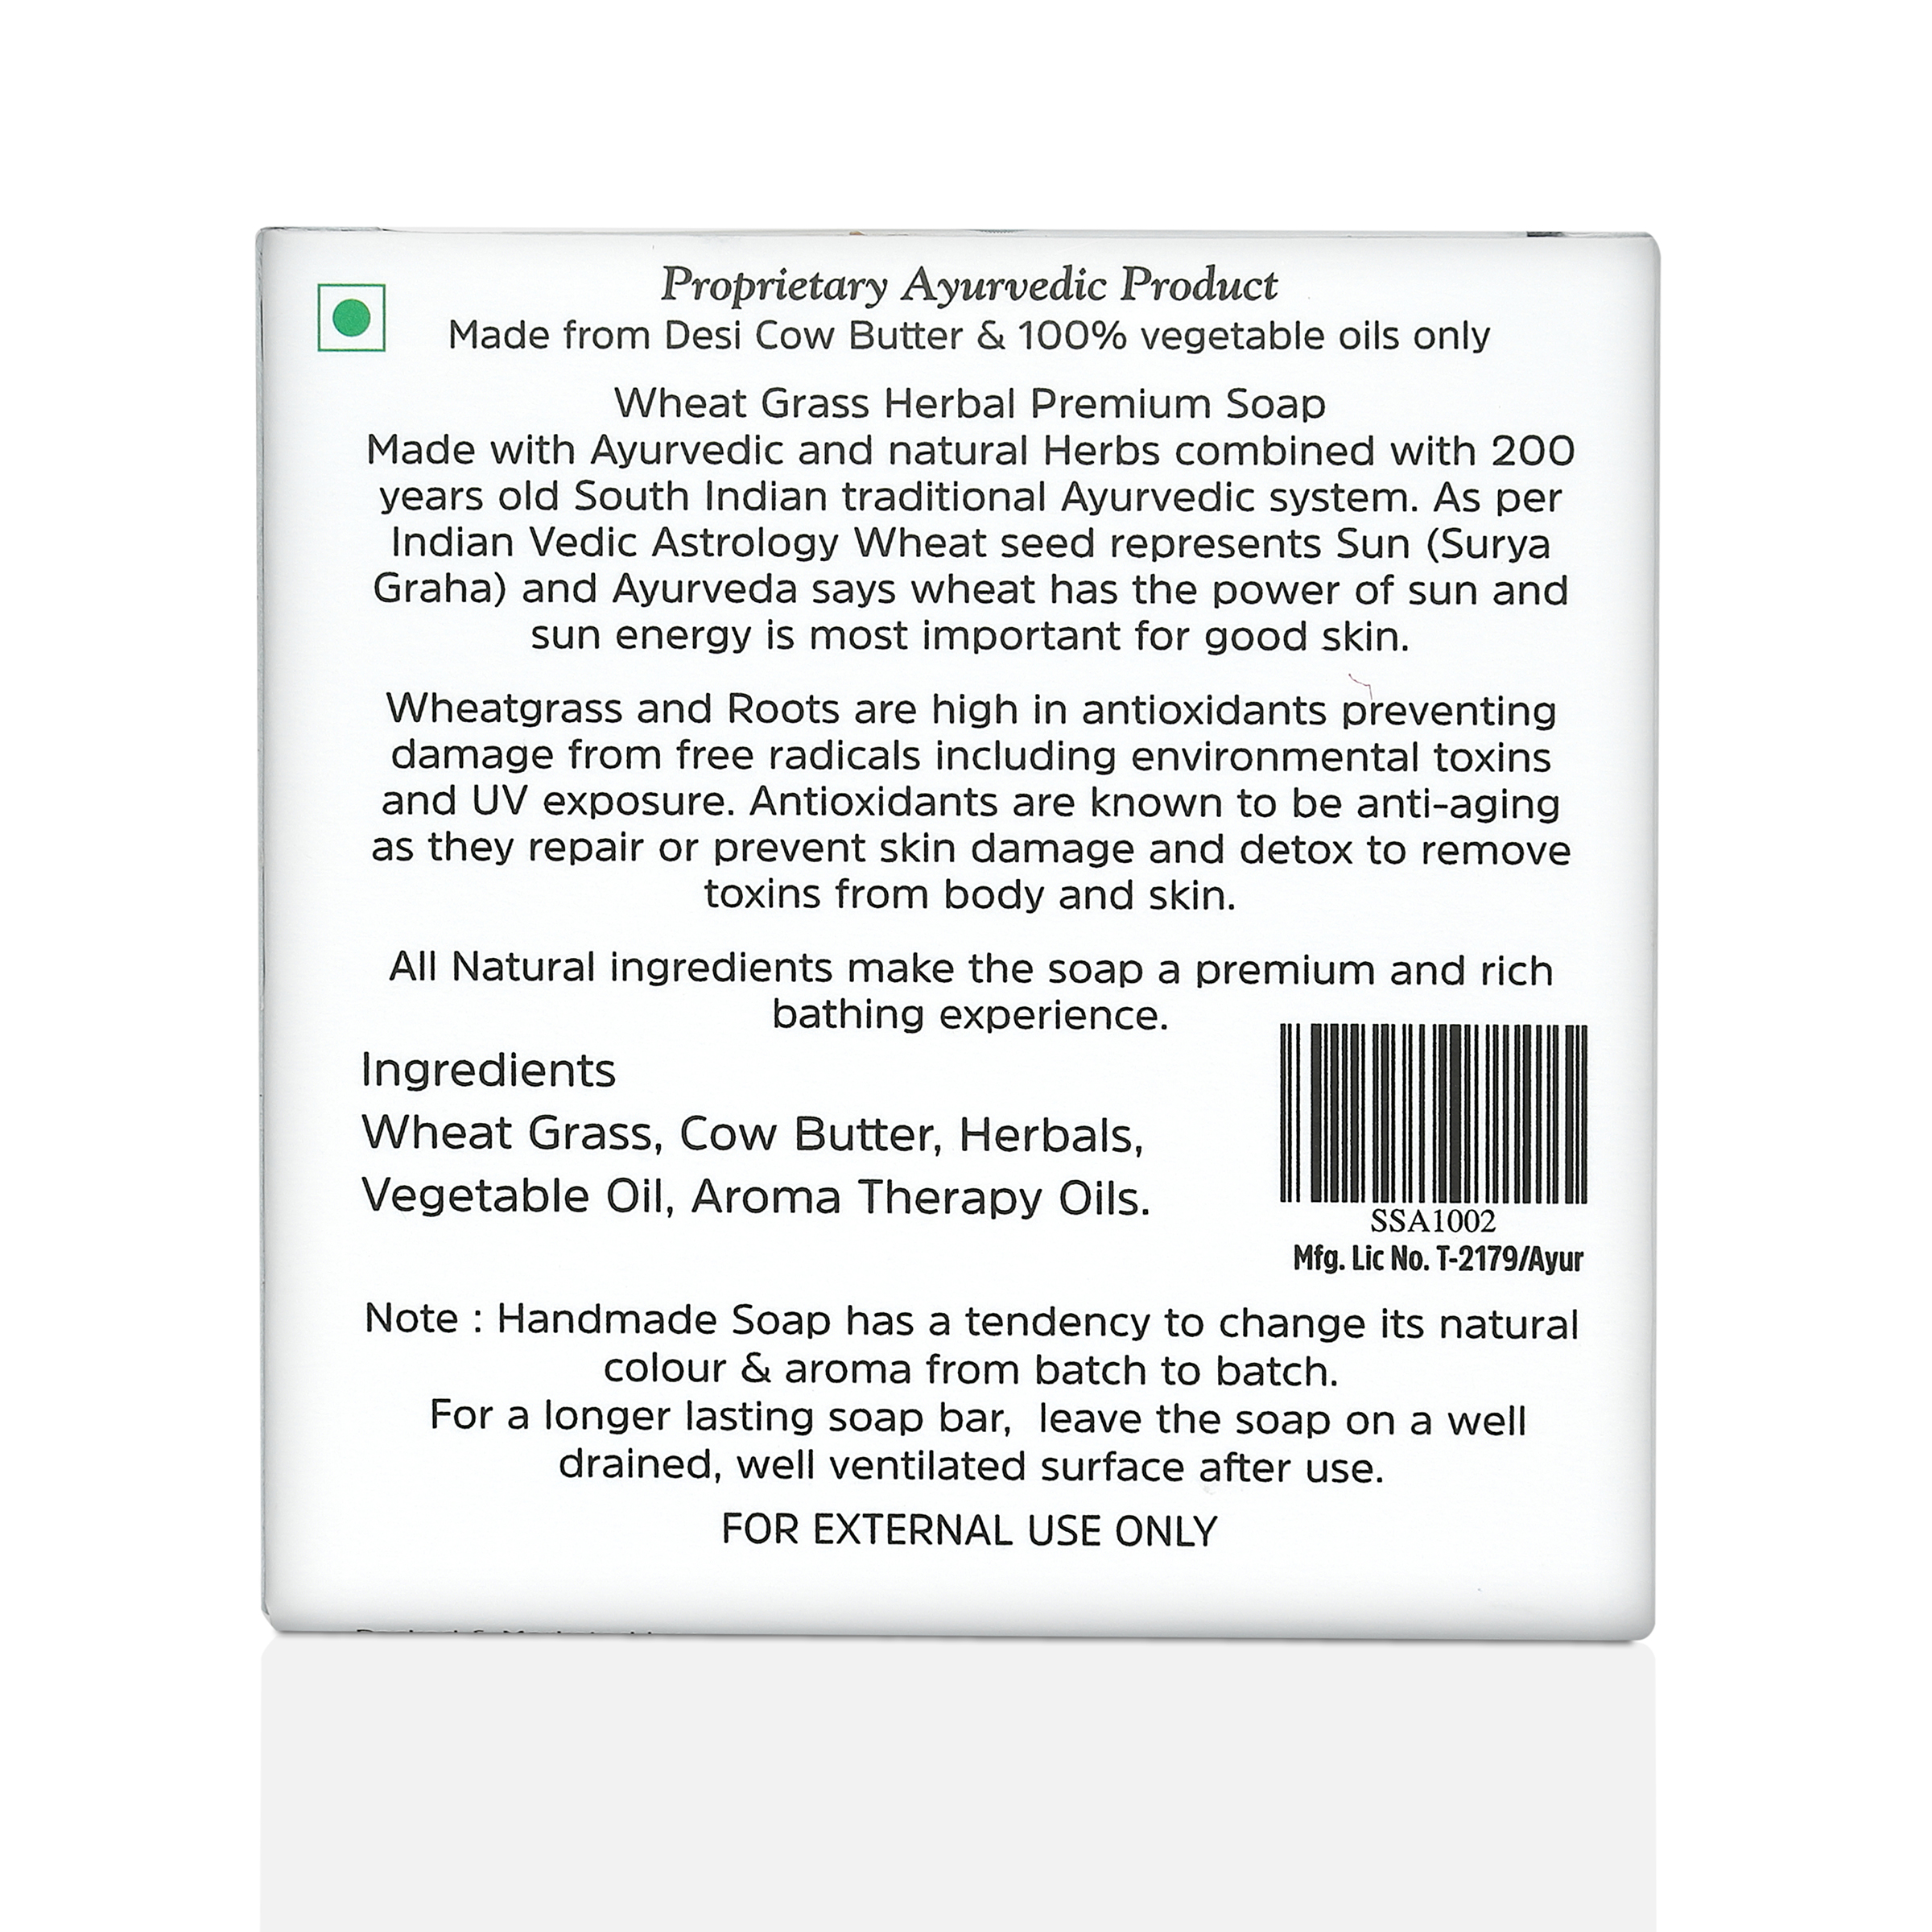 Proprietary Ayurvedic Product
Made from Desi Cow Butter & 100% vegetable oils only
Wheat Grass Herbal Premium Soap
Made with Ayurvedic and natural Herbs combined with 200
years old South Indian traditional Ayurvedic system. As per
Indian Vedic Astrology Wheat seed represents Sun (Surya
Graha) and Ayurveda says wheat has the power of sun and
sun energy is most important for good skin.
Wheatgrass and Roots are high in antioxidants preventing
damage from free radicals including environmental toxins
and UV exposure. Antioxidants are known to be anti-aging
as they repair or prevent skin damage and detox to remove
toxins from body and skin.
All Natural ingredients make the soap a premium and rich
bathing experience.
Ingredients
Wheat Grass, Cow Butter, Herbals,
Vegetable Oil, Aroma Therapy Oils.
SSA1002
Mfg. Lic No. T-2179/Ayur
Note : Handmade Soap has a tendency to change its natural
colour & aroma from batch to batch.
For a longer lasting soap bar,  leave the soap on a well
drained, well ventilated surface after use.
FOR EXTERNAL USE ONLY